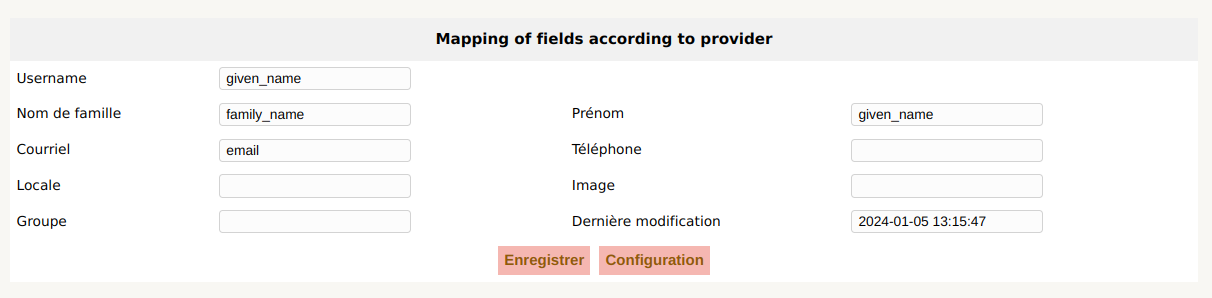 Mapping of fields according to provider
Username given_name
Nom de famille family_name Prénom given_name
Courriel email Téléphone
Locale Image
Groupe Dernière modification 2024-01-05 13:15:47
Enregistrer Configuration